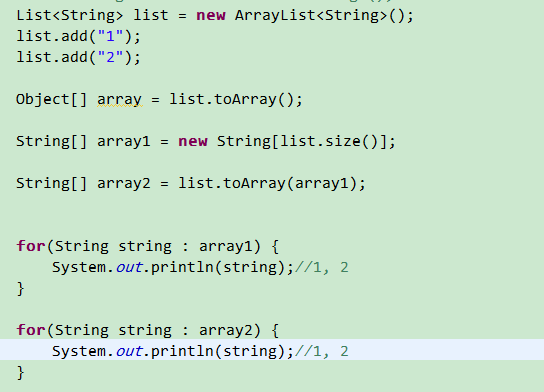 List<String> list = new ArrayList<String>();
list.add("1");
list.add("2");
Object[] array = list.toArray();
String[] array1 = new String[list.size()];
String[] array2 = list.toArray(array1);
for(String string : array1) {
    System.out.println(string);//1, 2
}
for(String string : array2) {
    System.out.println(string);//1, 2
}